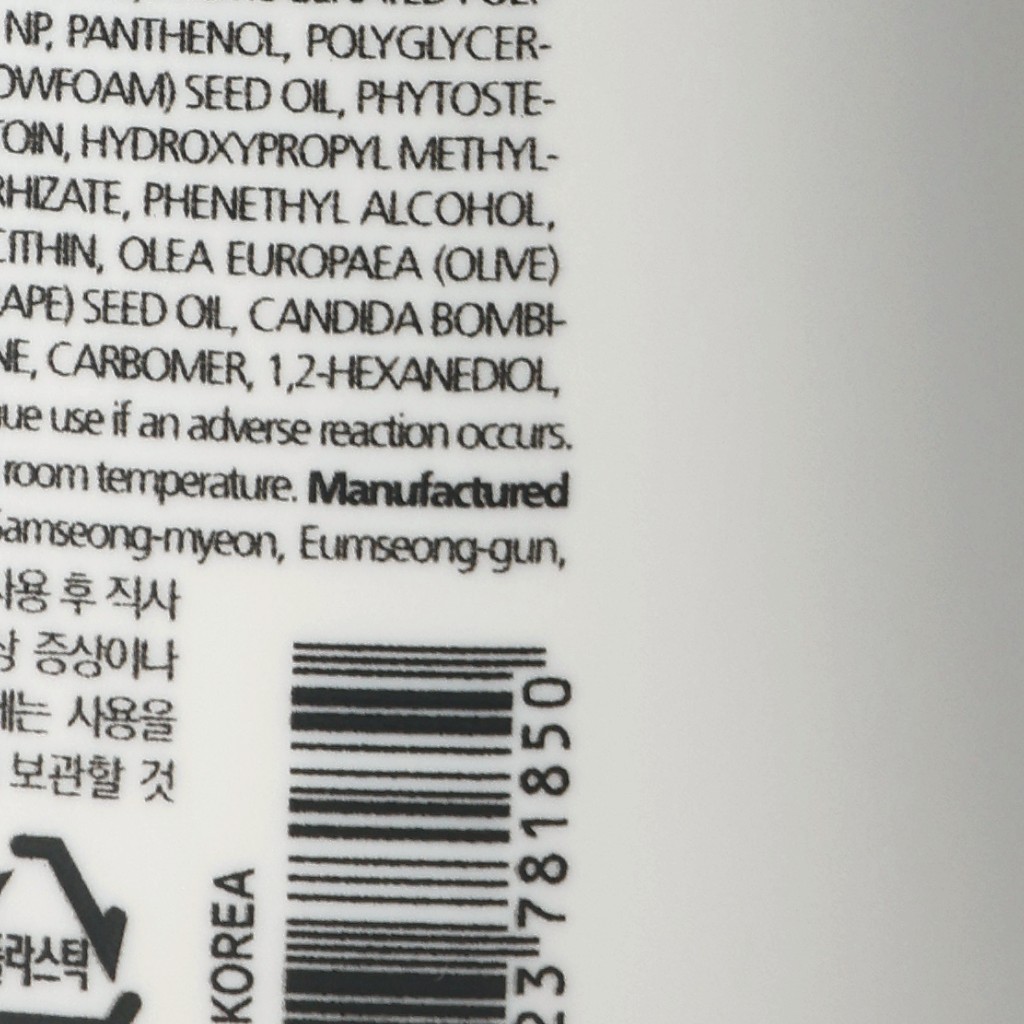 NP, PANTHENOL, POLYGLYCER-
OWFOAM) SEED OIL, PHYTOSTE-
TOIN, HYDROXYPROPYL METHYL-
RHIZATE, PHENETHYL ALCOHOL,
CITHIN, OLEA EUROPAEA (OLIVE)
APE) SEED OIL, CANDIDA BOMBI-
NE, CARBOMER, 1,2-HEXANEDIOL,
ue use if an adverse reaction occurs.
room temperature. Manufactured
Samseong-myeon, Eumseong-gun,
사용 후 직사
상 증상이나
에는 사용을
보관할 것
라스틱
KOREA
23 781850